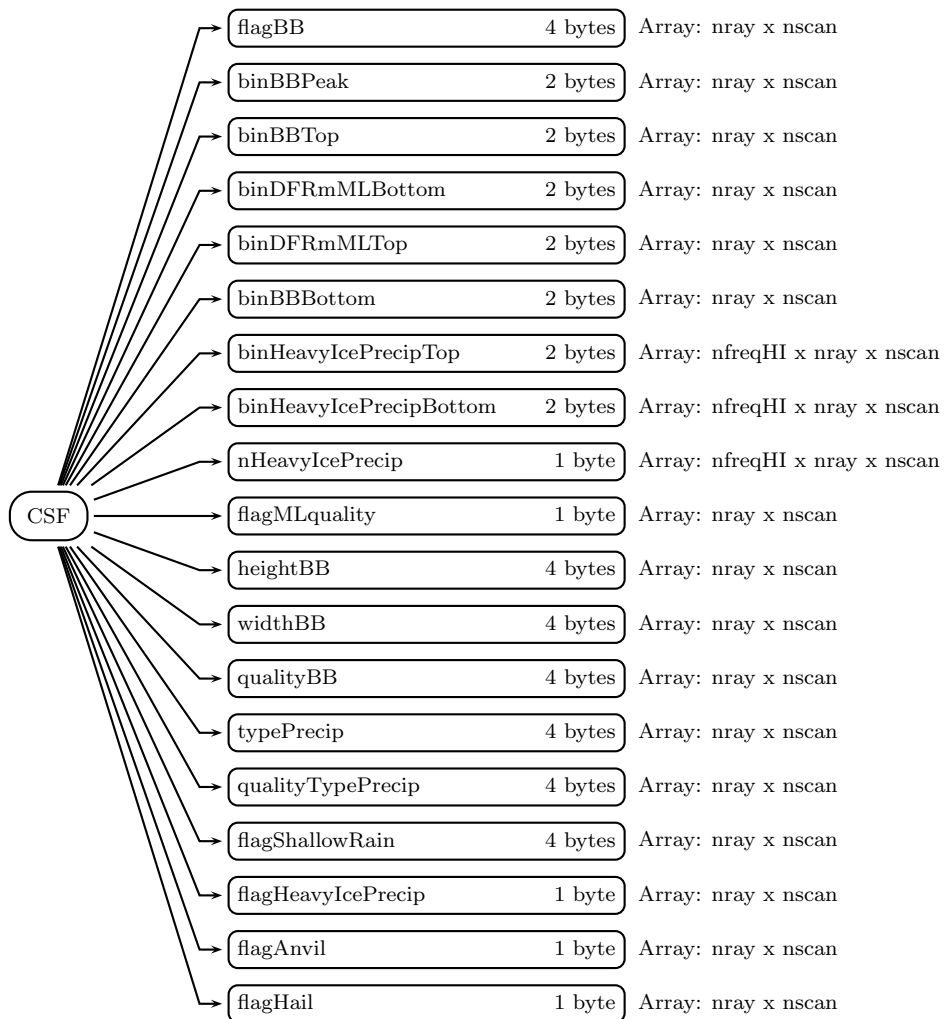 flagBB 4 bytes Array: nray x nscan
binBBPeak 2 bytes Array: nray x nscan
binBBTop 2 bytes Array: nray x nscan
binDFRmMLBottom 2 bytes Array: nray x nscan
binDFRmMLTop 2 bytes Array: nray x nscan
binBBBottom 2 bytes Array: nray x nscan
binHeavyIcePrecipTop 2 bytes Array: nfreqHI x nray x nscan
binHeavyIcePrecipBottom 2 bytes Array: nfreqHI x nray x nscan
nHeavyIcePrecip 1 byte Array: nfreqHI x nray x nscan
CSF flagMLquality 1 byte Array: nray x nscan
heightBB 4 bytes Array: nray x nscan
widthBB 4 bytes Array: nray x nscan
qualityBB 4 bytes Array: nray x nscan
typePrecip 4 bytes Array: nray x nscan
qualityTypePrecip 4 bytes Array: nray x nscan
flagShallowRain 4 bytes Array: nray x nscan
flagHeavyIcePrecip 1 byte Array: nray x nscan
flagAnvil 1 byte Array: nray x nscan
flagHail 1 byte Array: nray x nscan